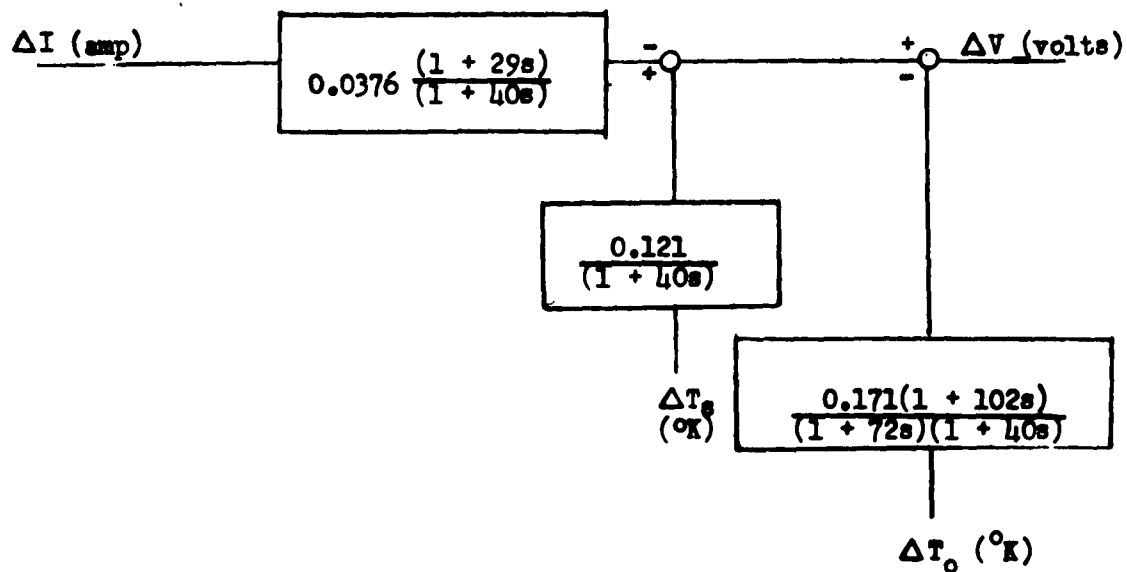 ΔI (amp)
0.0376 (1 + 29s)
(1 + 40s)
-
+
+
-
ΔV (volts)
0.121
(1 + 40s)
ΔTs
(°K)
0.171(1 + 102s)
(1 + 72s)(1 + 40s)
ΔTo (°K)